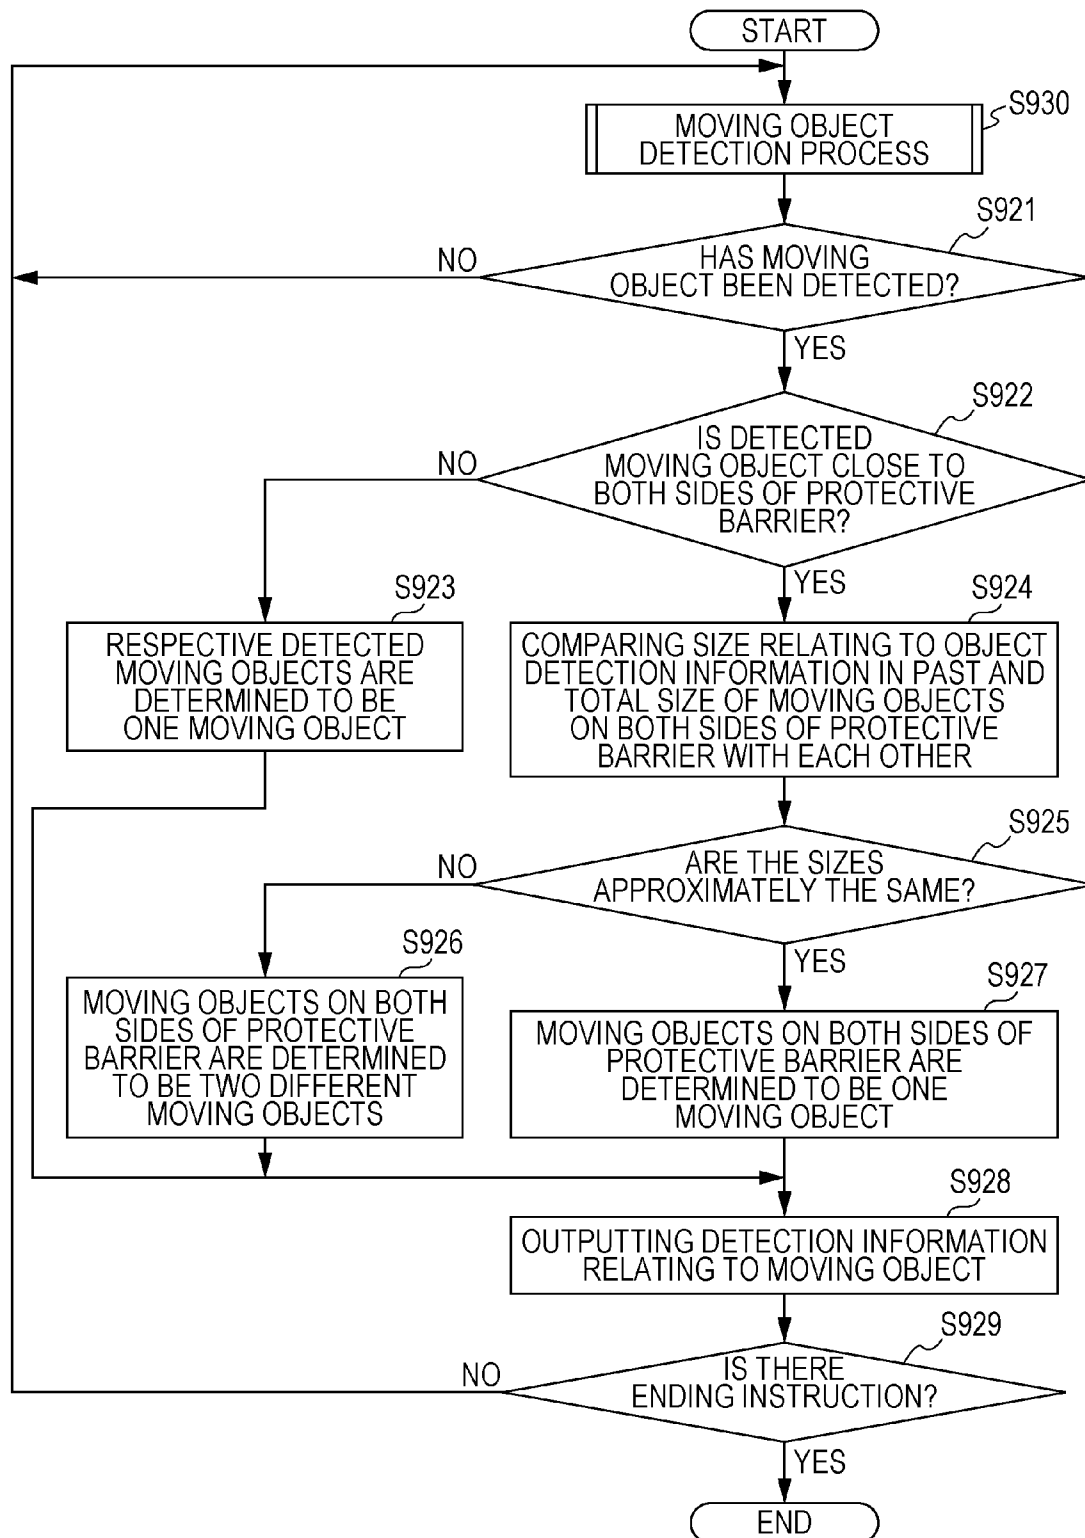 START
S930
MOVING OBJECT
DETECTION PROCESS
S921
NO
HAS MOVING
OBJECT BEEN DETECTED?
YES
S922
NO
IS DETECTED
MOVING OBJECT CLOSE TO
BOTH SIDES OF PROTECTIVE
BARRIER?
YES
S923
RESPECTIVE DETECTED
MOVING OBJECTS ARE
DETERMINED TO BE
ONE MOVING OBJECT
S924
COMPARING SIZE RELATING TO OBJECT
DETECTION INFORMATION IN PAST AND
TOTAL SIZE OF MOVING OBJECTS
ON BOTH SIDES OF PROTECTIVE
BARRIER WITH EACH OTHER
S925
NO
ARE THE SIZES
APPROXIMATELY THE SAME?
YES
S926
MOVING OBJECTS ON BOTH
SIDES OF PROTECTIVE
BARRIER ARE DETERMINED
TO BE TWO DIFFERENT
MOVING OBJECTS
S927
MOVING OBJECTS ON BOTH SIDES OF
PROTECTIVE BARRIER ARE
DETERMINED TO BE ONE
MOVING OBJECT
S928
OUTPUTTING DETECTION INFORMATION
RELATING TO MOVING OBJECT
S929
NO
IS THERE
ENDING INSTRUCTION?
YES
END